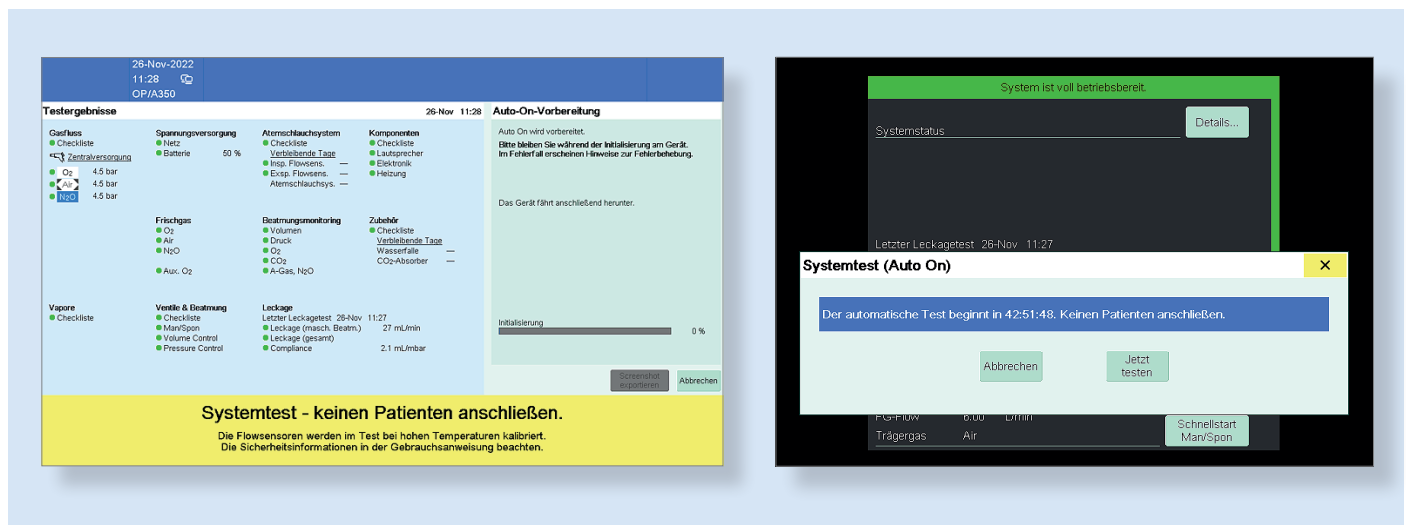 26-Nov-2022
11:28
OP/A350
Testergebnisse 26-Nov 11:28
Gasfluss
Checkliste
Zentralversorgung
O2 4.5 bar
Air 4.5 bar
N2O 4.5 bar
Spannungsversorgung
Netz
Batterie 50 %
Atemschlauchsystem
Checkliste
Verbleibende Tage
Insp. Flowsens. —
Exsp. Flowsens. —
Atemschlauchsys. —
Komponenten
Checkliste
Lautsprecher
Elektronik
Heizung
Frischgas
O2
Air
N2O
Aux. O2
Beatmungsmonitoring
Volumen
Druck
O2
CO2
A-Gas, N2O
Zubehör
Checkliste
Verbleibende Tage
Wasserfalle —
CO2-Absorber —
Vapore
Checkliste
Ventile & Beatmung
Checkliste
Man/Spon
Volume Control
Pressure Control
Leckage
Letzter Leckagetest 26-Nov 11:27
Leckage (masch. Beatm.) 27 mL/min
Leckage (gesamt)
Compliance 2.1 mL/mbar
Auto-On-Vorbereitung
Auto On wird vorbereitet.
Bitte bleiben Sie während der Initialisierung am Gerät.
Im Fehlerfall erscheinen Hinweise zur Fehlerbehebung.
Das Gerät fährt anschließend herunter.
Initialisierung
0 %
Screenshot
exportieren
Abbrechen
Systemtest - keinen Patienten anschließen.
Die Flowsensoren werden im Test bei hohen Temperaturen kalibriert.
Die Sicherheitsinformationen in der Gebrauchsanweisung beachten.
System ist voll betriebsbereit.
Systemstatus
Details...
Letzter Leckagetest 26-Nov 11:27
Systemtest (Auto On)
Der automatische Test beginnt in 42:51:48. Keinen Patienten anschließen.
Abbrechen
Jetzt
testen
FG-Flow 6.00 L/min
Trägergas Air
Schnellstart
Man/Spon